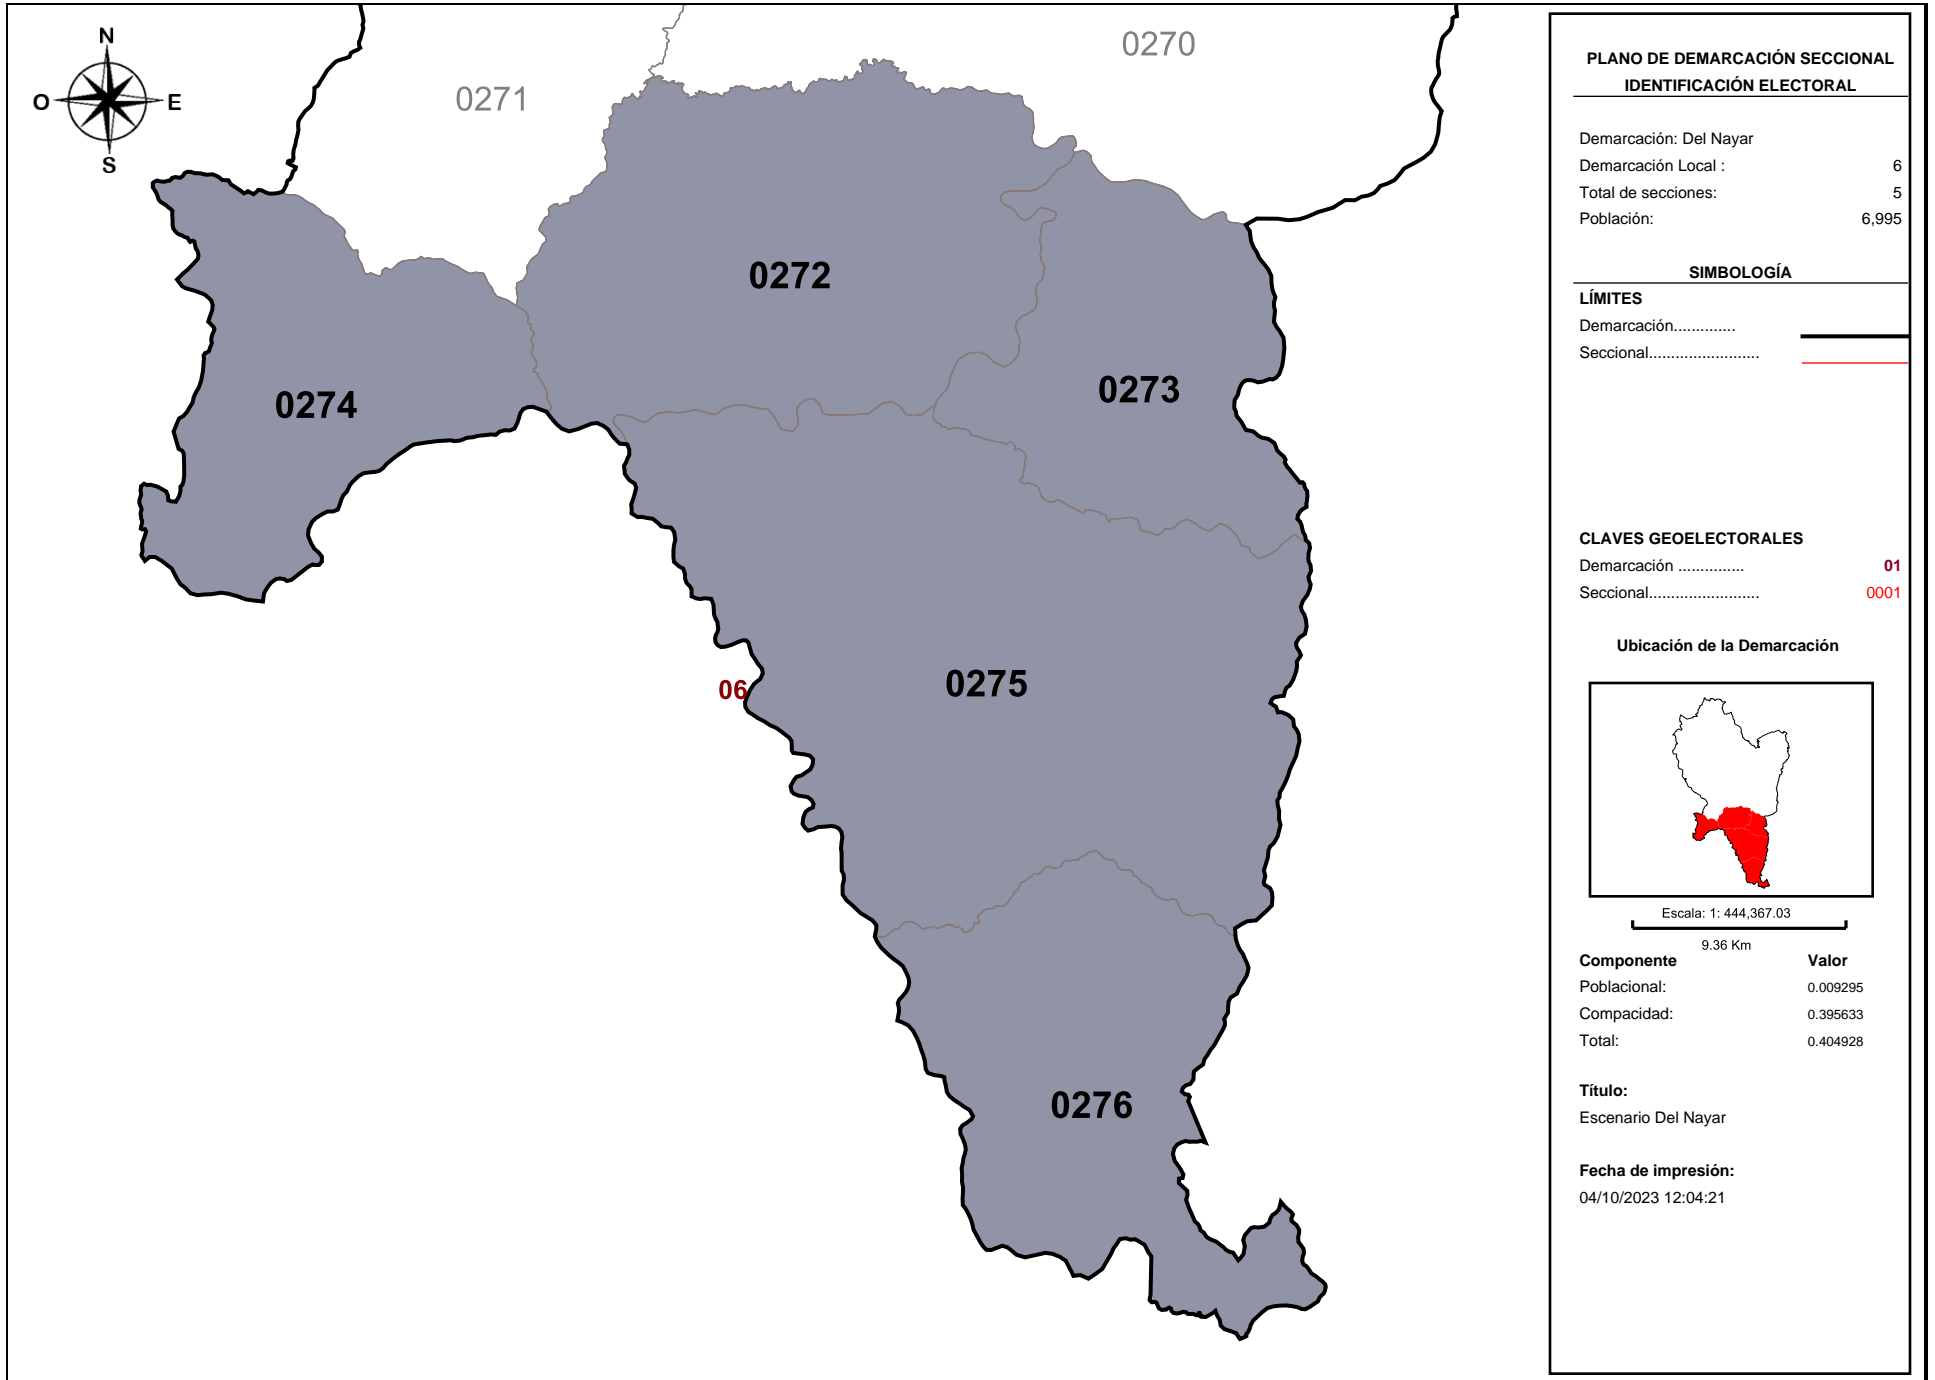 N
O
E
S
0271
0270
0272
0274
0273
06
0275
0276
PLANO DE DEMARCACIÓN SECCIONAL
IDENTIFICACIÓN ELECTORAL
Demarcación: Del Nayar
Demarcación Local : 6
Total de secciones: 5
Población: 6,995
SIMBOLOGÍA
LÍMITES
Demarcación..............
Seccional.........................
CLAVES GEOELECTORALES
Demarcación ............... 01
Seccional......................... 0001
Ubicación de la Demarcación
Escala: 1: 444,367.03
9.36 Km
Componente Valor
Poblacional: 0.009295
Compacidad: 0.395633
Total: 0.404928
Título:
Escenario Del Nayar
Fecha de impresión:
04/10/2023 12:04:21